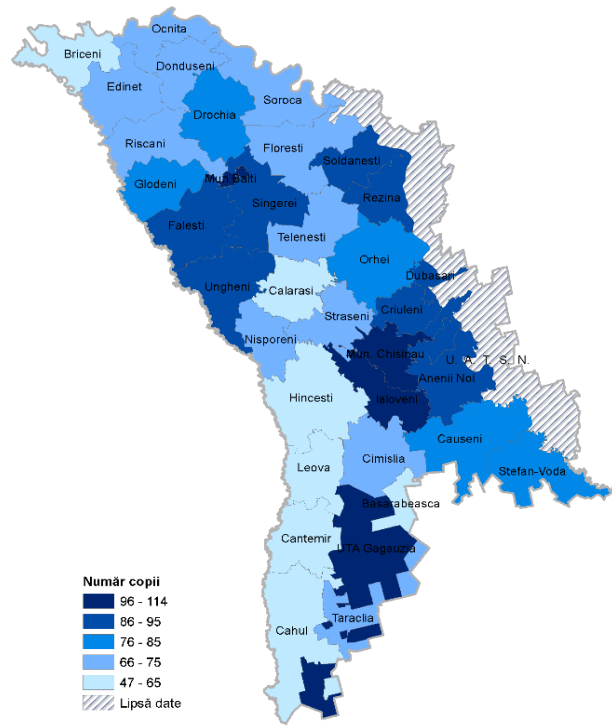 Ocnita
Briceni
Donduseni
Edinet
Soroca
Drochia
Riscani
Floresti
Soldanesti
Glodeni
Mun.Balti
Singerei
Rezina
Falesti
Telenesti
Orhei
Dubasari
Ungheni
Calarasi
Criuleni
Straseni
Nisporeni
Mun. Chisinau
U. A. T. S. N.
Anenii Noi
Hincesti
Ialoveni
Causeni
Cimislia
Leova
Stefan-Voda
Basarabeasca
Cantemir
UTA Gagauzia
Număr copii
96 - 114
86 - 95
76 - 85
66 - 75
47 - 65
Lipsă date
Taraclia
Cahul